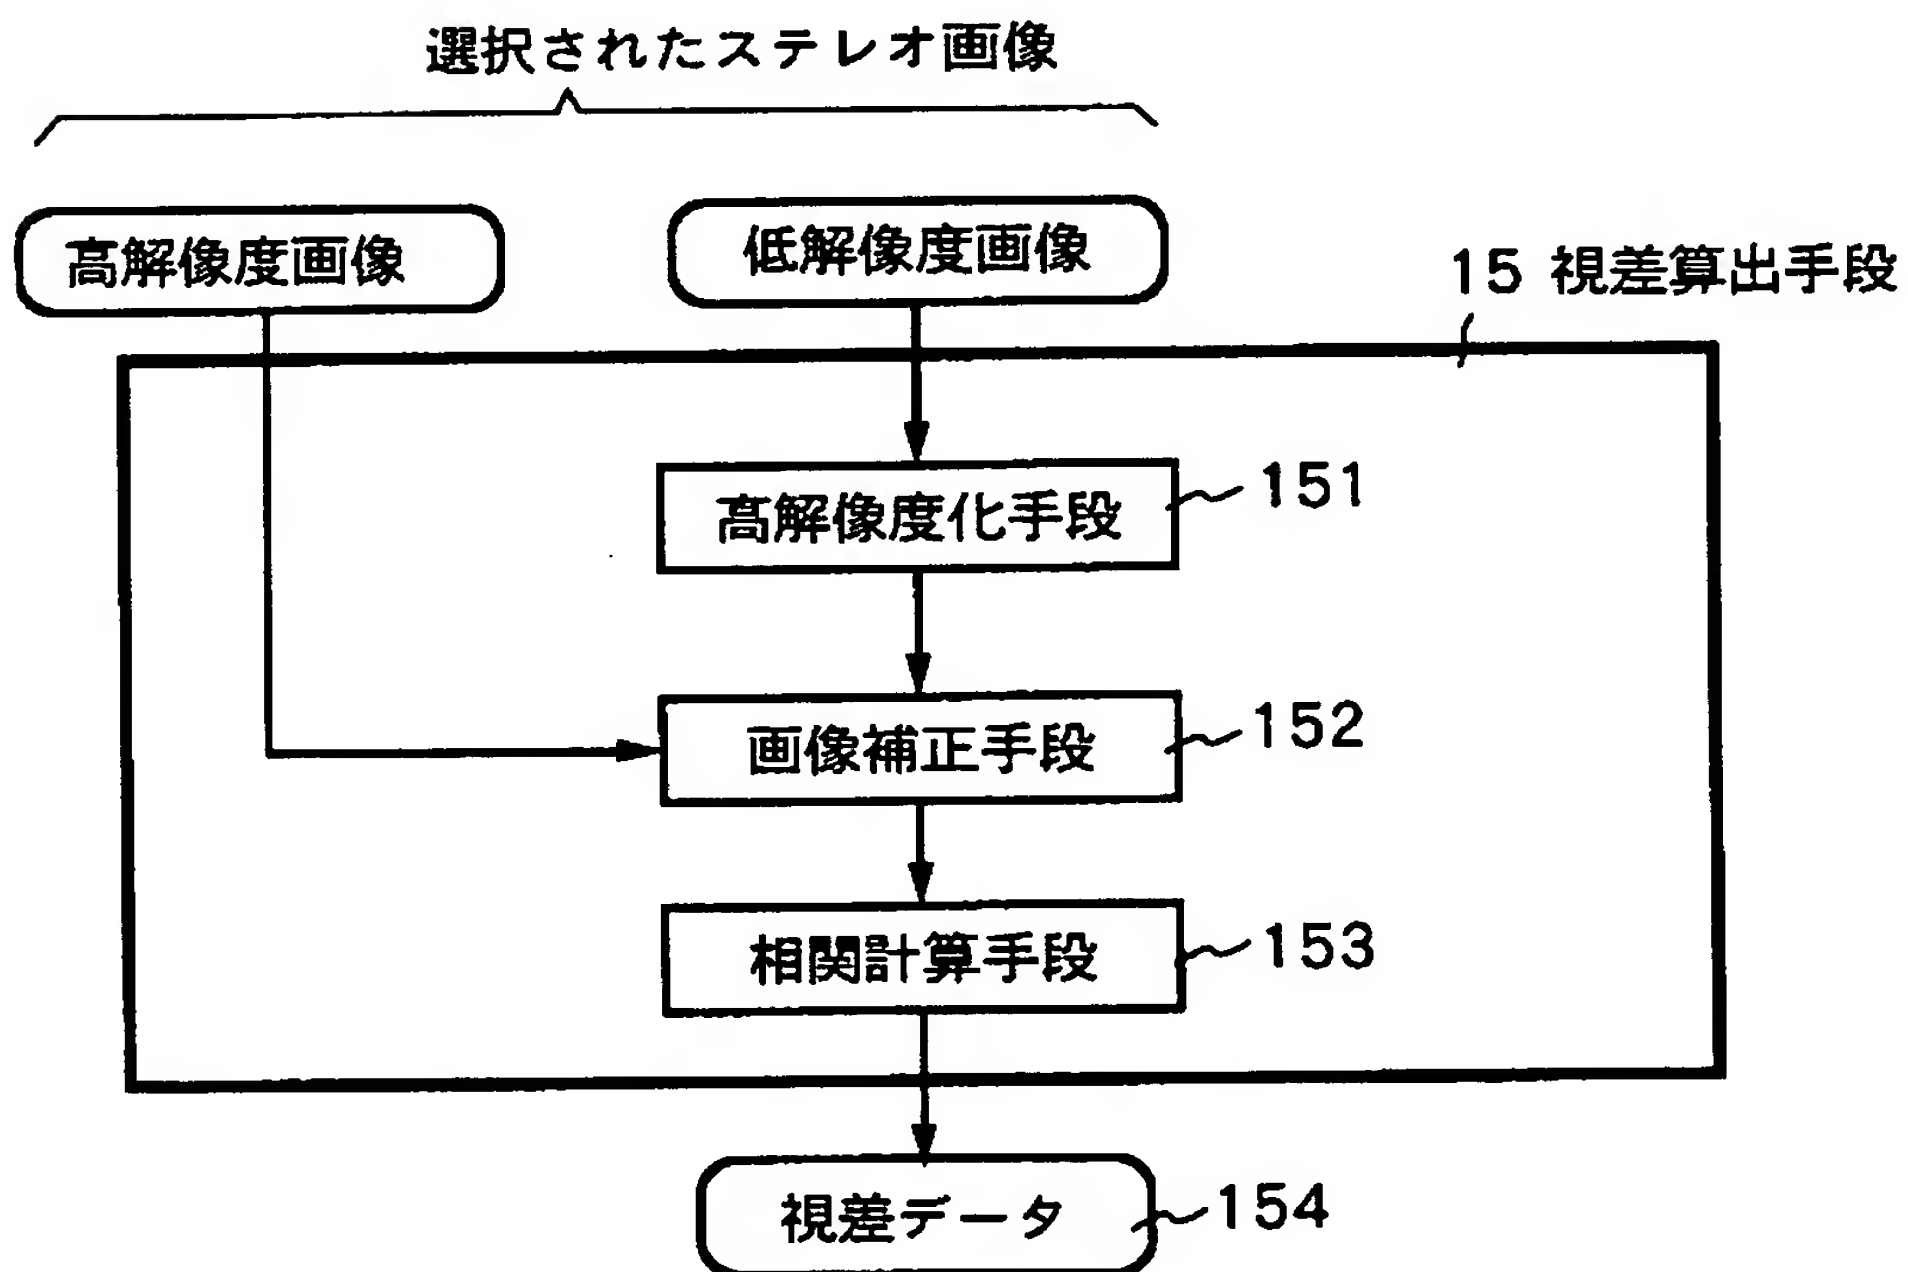 選択されたステレオ画像
高解像度画像
低解像度画像
15 視差算出手段
高解像度化手段
151
画像補正手段
152
相関計算手段
153
視差データ
154